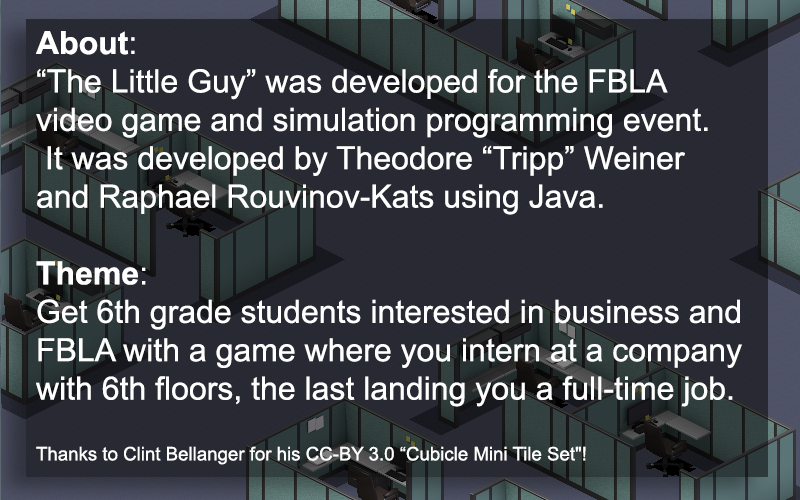 About:
“The Little Guy” was developed for the FBLA
video game and simulation programming event.
It was developed by Theodore “Tripp” Weiner
and Raphael Rouvinov-Kats using Java.
Theme:
Get 6th grade students interested in business and
FBLA with a game where you intern at a company
with 6th floors, the last landing you a full-time job.
Thanks to Clint Bellanger for his CC-BY 3.0 “Cubicle Mini Tile Set"!